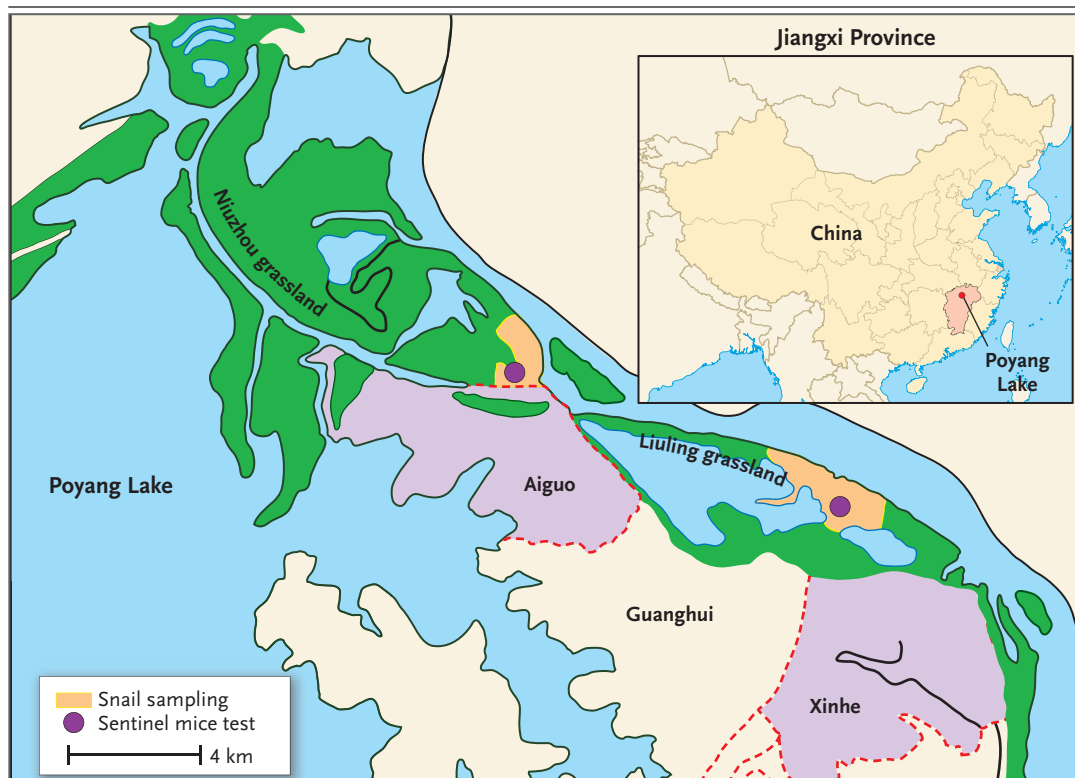 Jiangxi Province
China
Poyang
Lake
Niuzhou grassland
Liuling grassland
Poyang Lake
Aiguo
Guanghui
Xinhe
Snail sampling
Sentinel mice test
4 km